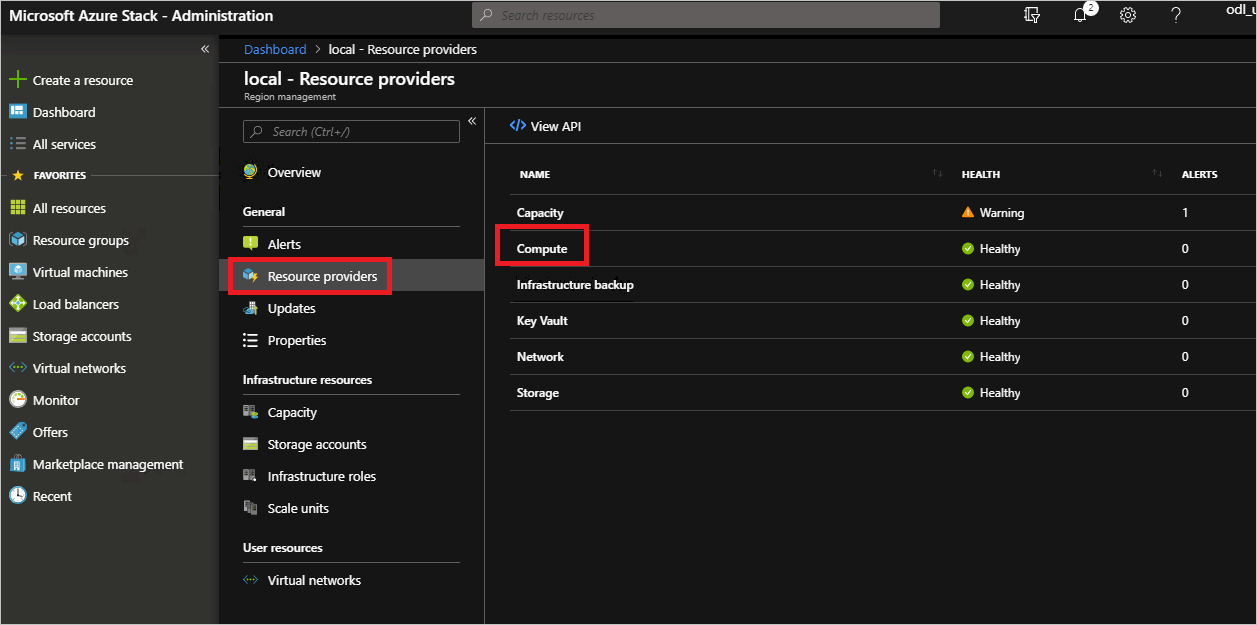 Microsoft Azure Stack - Administration
Search resources
2
?
«
Dashboard > local - Resource providers
local - Resource providers
Region management
Create a resource
Dashboard
All services
FAVORITES
All resources
Resource groups
Virtual machines
Load balancers
Storage accounts
Virtual networks
Monitor
Offers
Marketplace management
Recent
Search (Ctrl+/)
«
Overview
General
Alerts
Resource providers
Updates
Properties
Infrastructure resources
Capacity
Storage accounts
Infrastructure roles
Scale units
User resources
Virtual networks
</> View API
NAME ↑↓ HEALTH ↑↓ ALERTS
Capacity Warning 1
Compute Healthy 0
Infrastructure backup Healthy 0
Key Vault Healthy 0
Network Healthy 0
Storage Healthy 0